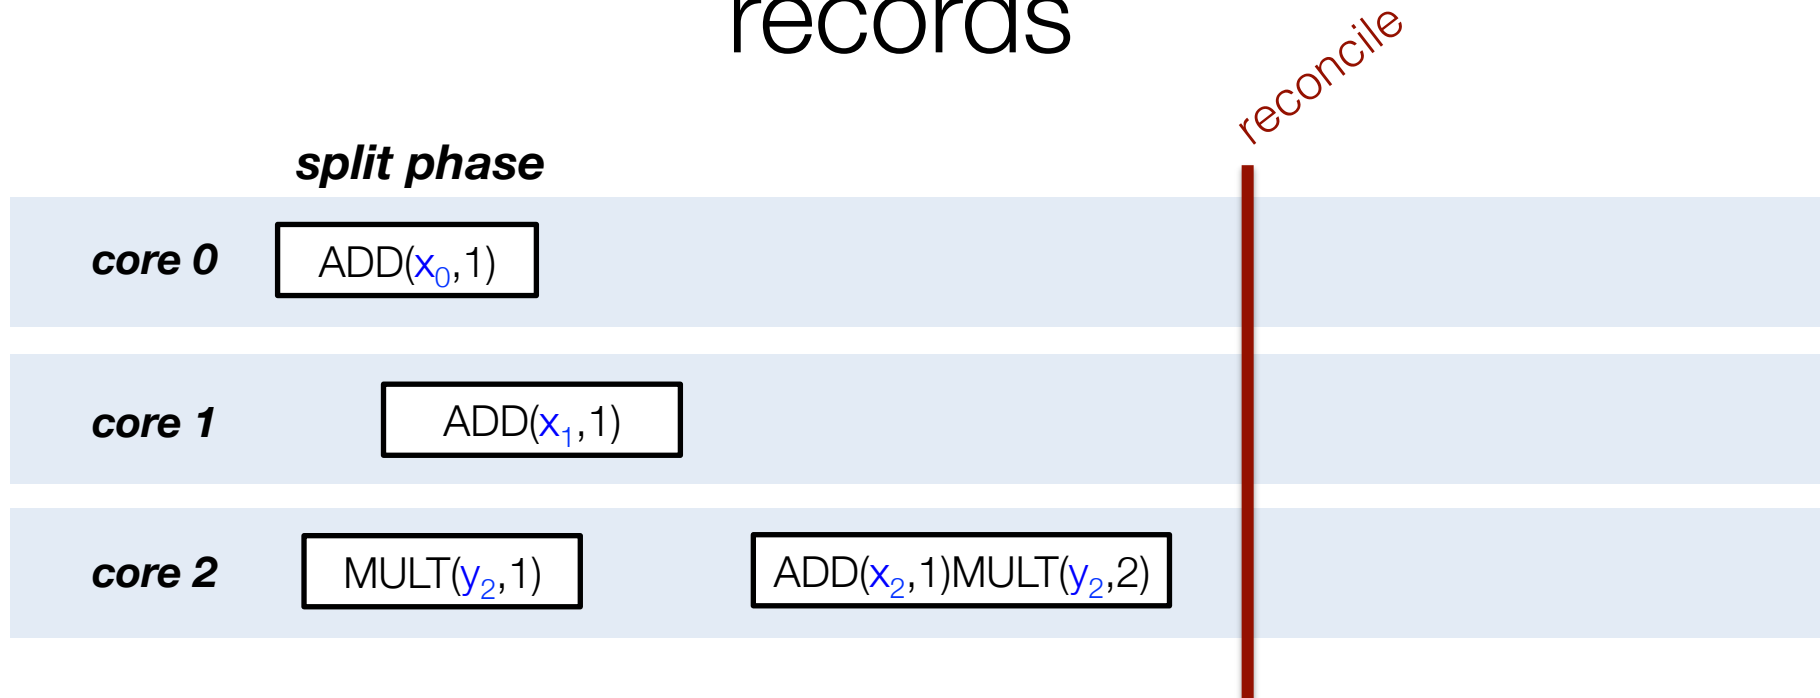 records
reconcile
split phase
core 0
ADD(x₀,1)
core 1
ADD(x₁,1)
core 2
MULT(y₂,1)
ADD(x₂,1)MULT(y₂,2)